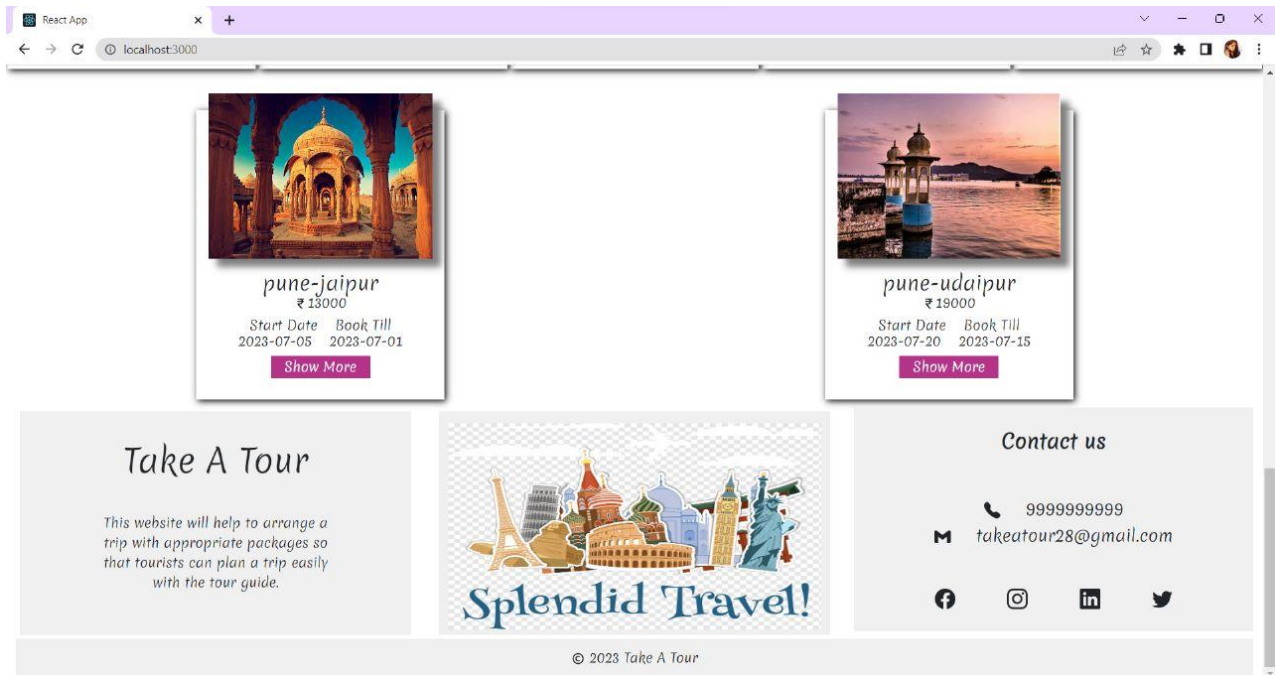 React App
localhost:3000
pune-jaipur
₹ 13000
Start Date Book Till
2023-07-05 2023-07-01
Show More
pune-udaipur
₹ 19000
Start Date Book Till
2023-07-20 2023-07-15
Show More
Take A Tour
This website will help to arrange a
trip with appropriate packages so
that tourists can plan a trip easily
with the tour guide.
Splendid Travel!
Contact us
9999999999
takeatour28@gmail.com
© 2023 Take A Tour